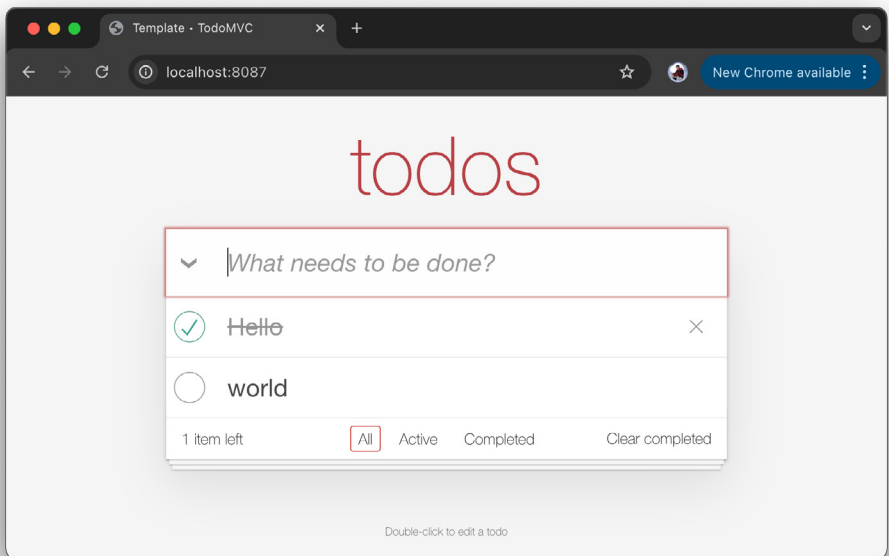 Template • TodoMVC
localhost:8087
New Chrome available
todos
What needs to be done?
Hello
world
1 item left
All
Active
Completed
Clear completed
Double-click to edit a todo